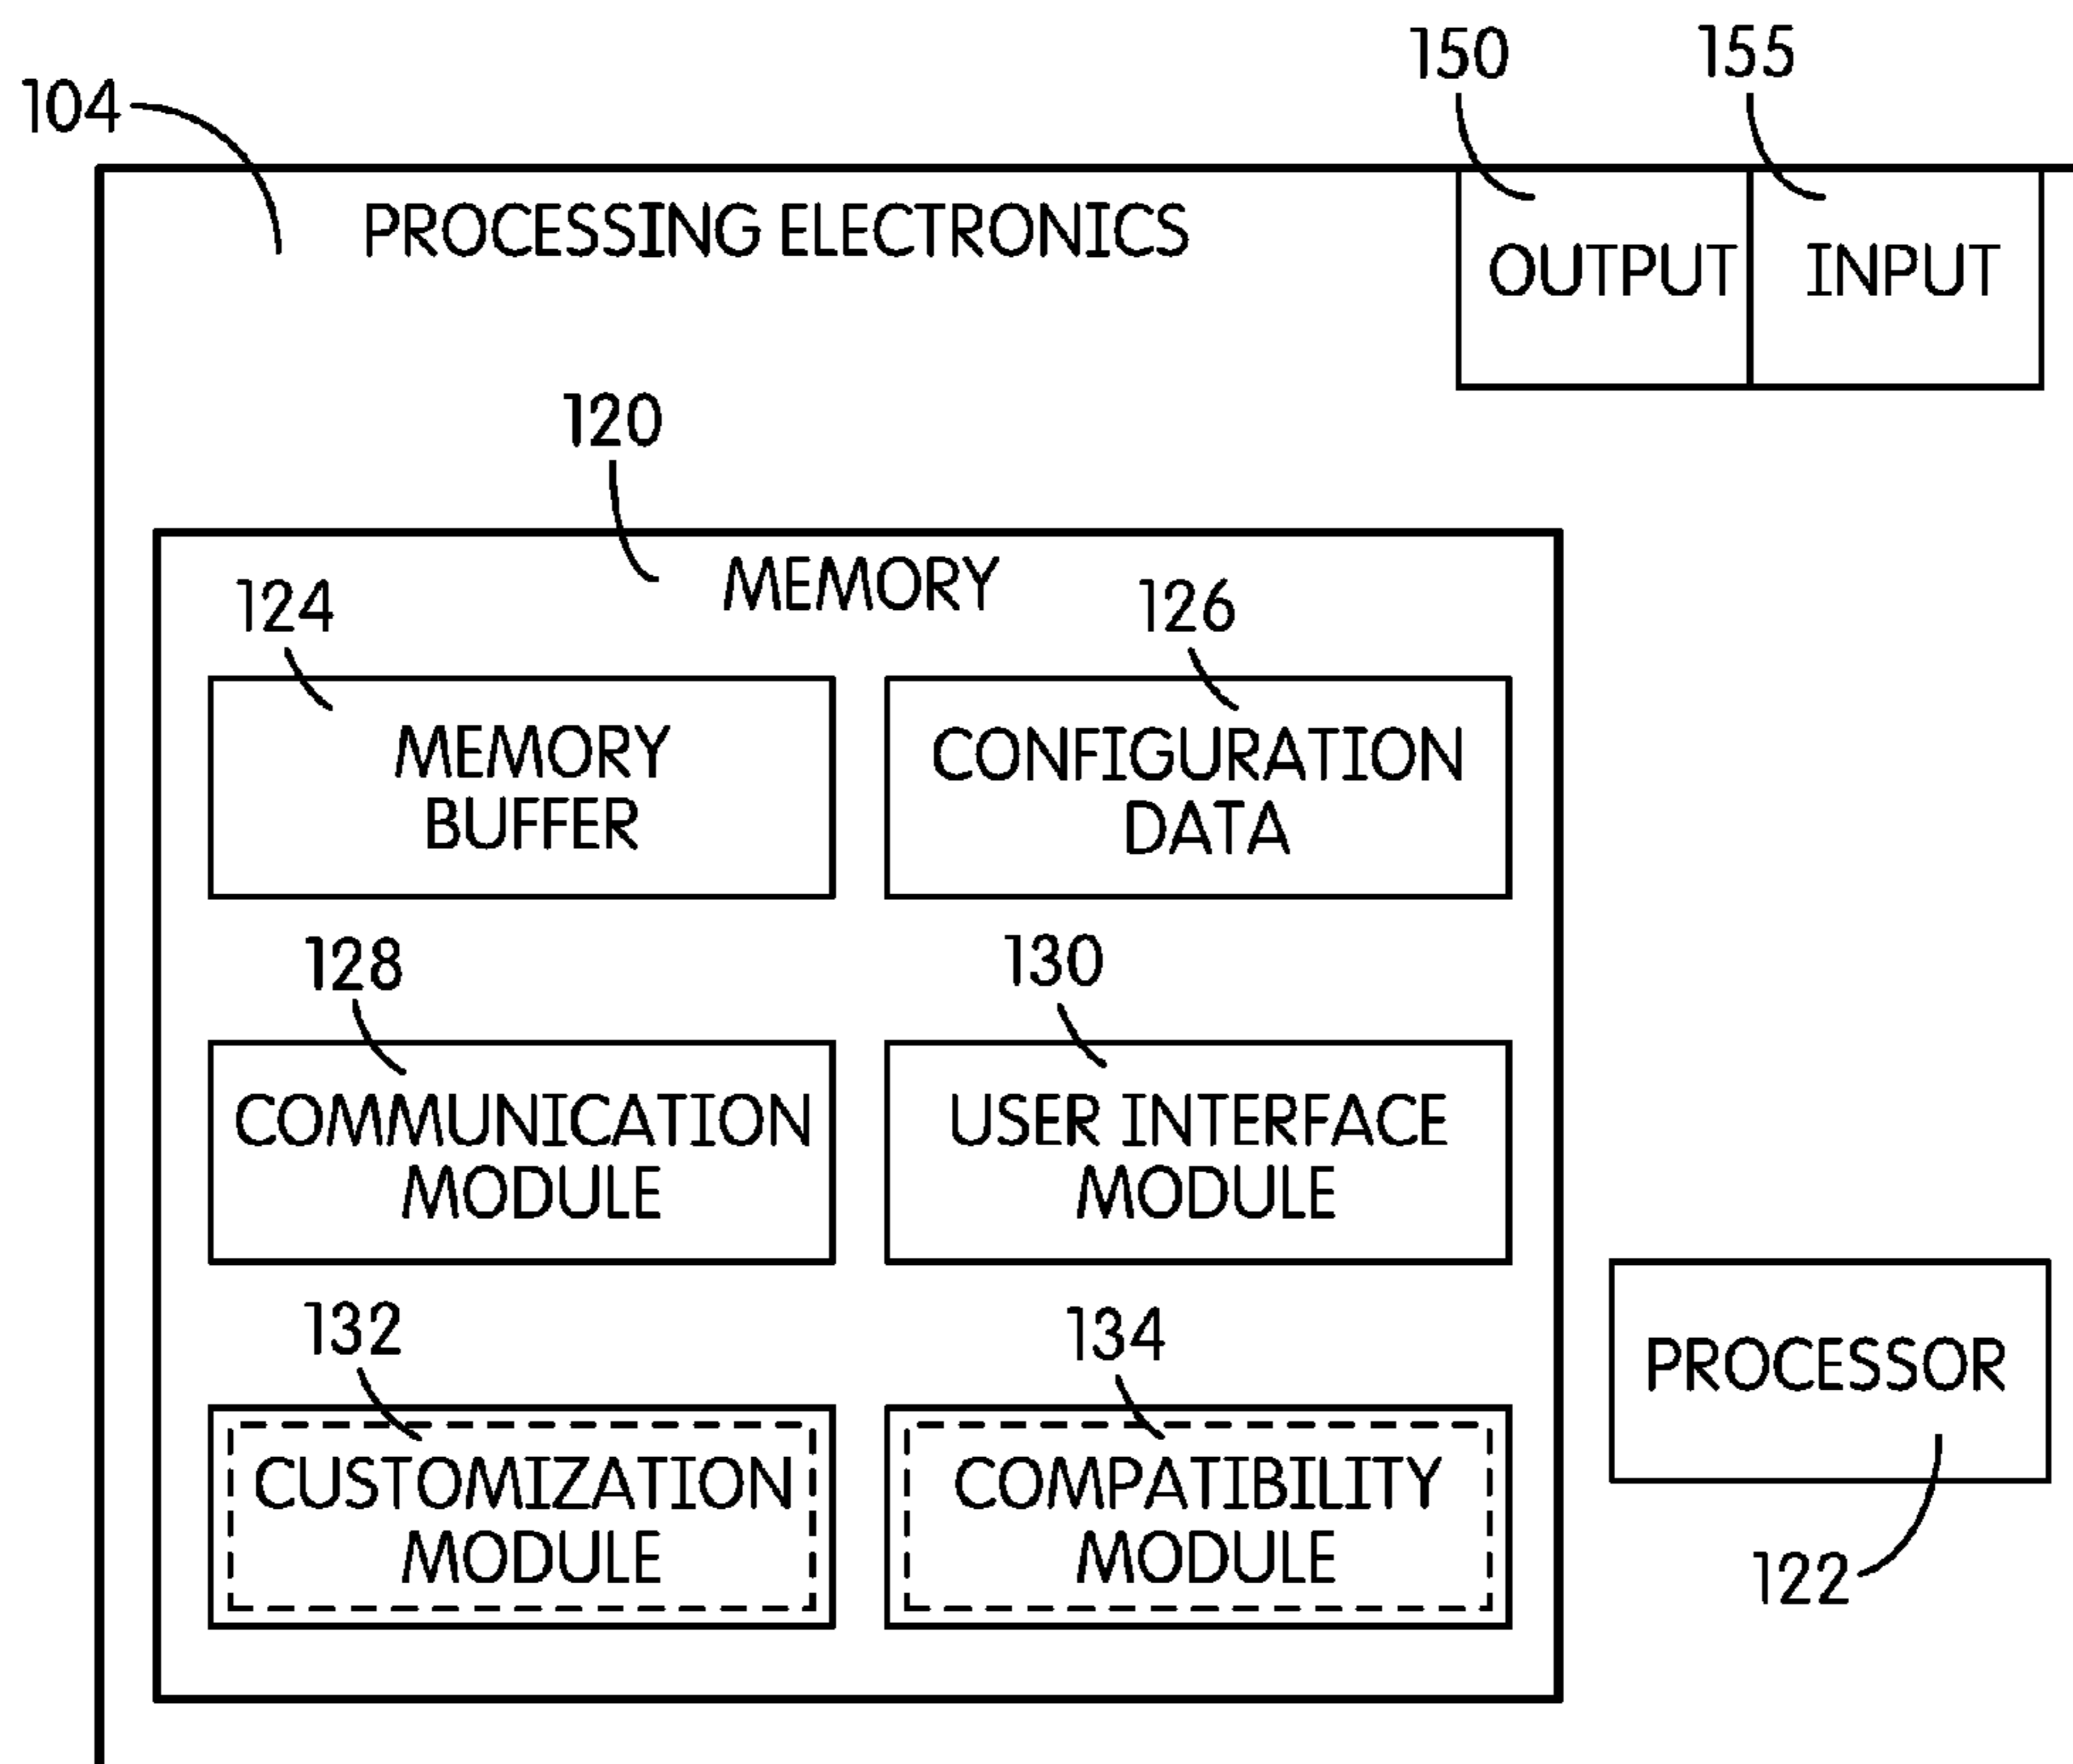 150
155
104
PROCESSING ELECTRONICS
OUTPUT
INPUT
120
MEMORY
124
126
MEMORY
BUFFER
CONFIGURATION
DATA
128
130
COMMUNICATION
MODULE
USER INTERFACE
MODULE
132
134
CUSTOMIZATION
MODULE
COMPATIBILITY
MODULE
PROCESSOR
122